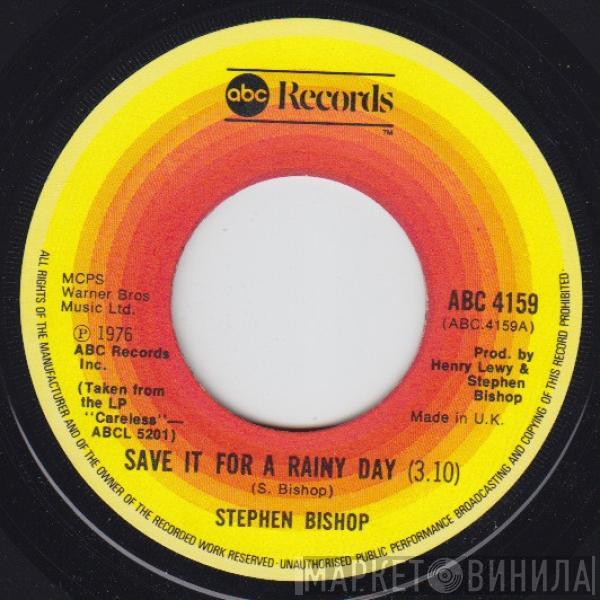 abc Records
™
MCPS
Warner Bros
Music Ltd.
℗ 1976
ABC Records
Inc.
(Taken from
the LP
"Careless"—
ABCL 5201)
ABC 4159
(ABC.4159A)
Prod. by
Henry Lewy &
Stephen
Bishop
Made in U.K.
SAVE IT FOR A RAINY DAY (3.10)
(S. Bishop)
STEPHEN BISHOP
ALL RIGHTS OF THE MANUFACTURER AND OF THE OWNER OF THE RECORDED WORK RESERVED · UNAUTHORISED PUBLIC PERFORMANCE BROADCASTING AND COPYING OF THIS RECORD PROHIBITED ·
МАРКЕТ ВИНИЛА